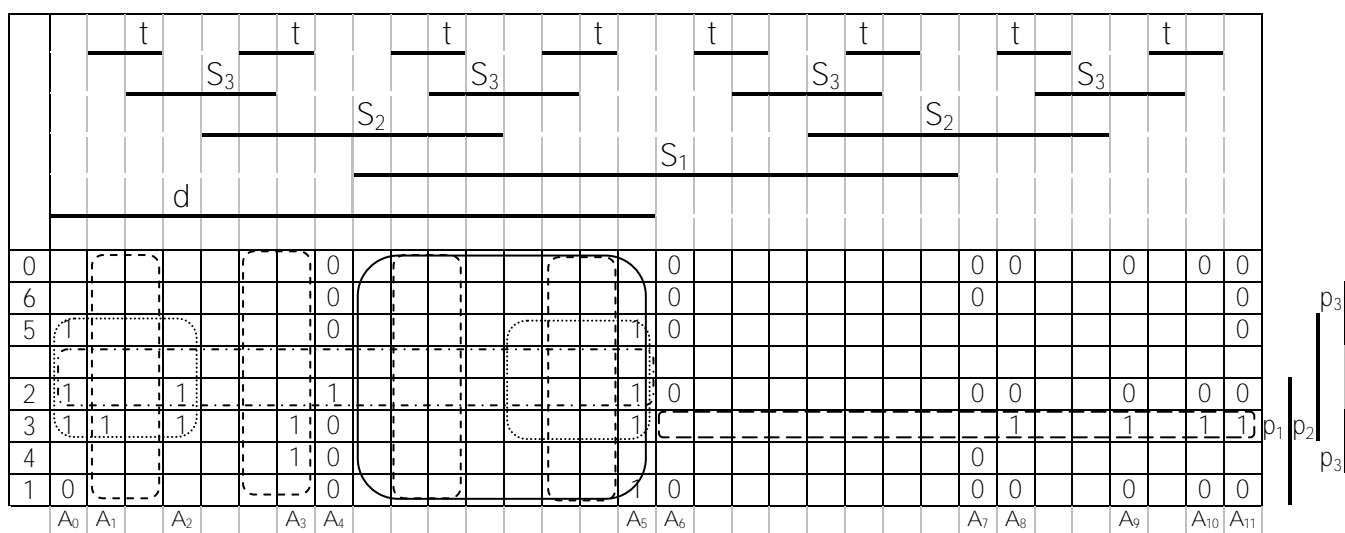 t t t t t t t t
S₃ S₃ S₃ S₃
S₂ S₂
S₁
d
0 0 0 0 0 0 0 0
6 0 0 0 0 p₃
5 1 0 1 0 0
2 1 1 1 1 0 0 0 0 0 0
3 1 1 1 1 0 1 1 1 1 1 p₁ p₂
4 1 0 0 p₃
1 0 0 1 0 0 0 0 0 0
A₀ A₁ A₂ A₃ A₄ A₅ A₆ A₇ A₈ A₉ A₁₀ A₁₁